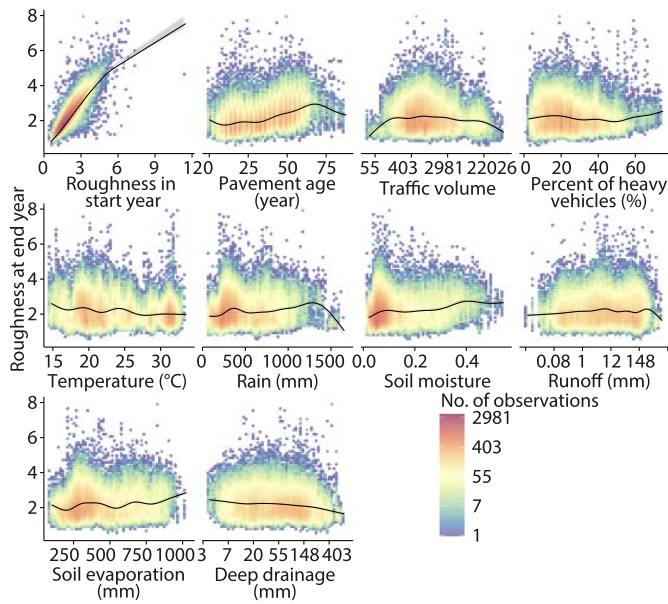 8
6
4
2
0 3 6 9 12
Roughness in
start year
0 25 50 75
Pavement age
(year)
55 403 2981 22026
Traffic volume
0 20 40 60
Percent of heavy
vehicles (%)
Roughness at end year
8
6
4
2
15 20 25 30
Temperature (°C)
0 500 1000 1500
Rain (mm)
0.0 0.2 0.4
Soil moisture
0.08 1 12 148
Runoff (mm)
8
6
4
2
0
250 500 750 1000
Soil evaporation
(mm)
3 7 20 55 148 403
Deep drainage
(mm)
No. of observations
2981
403
55
7
1